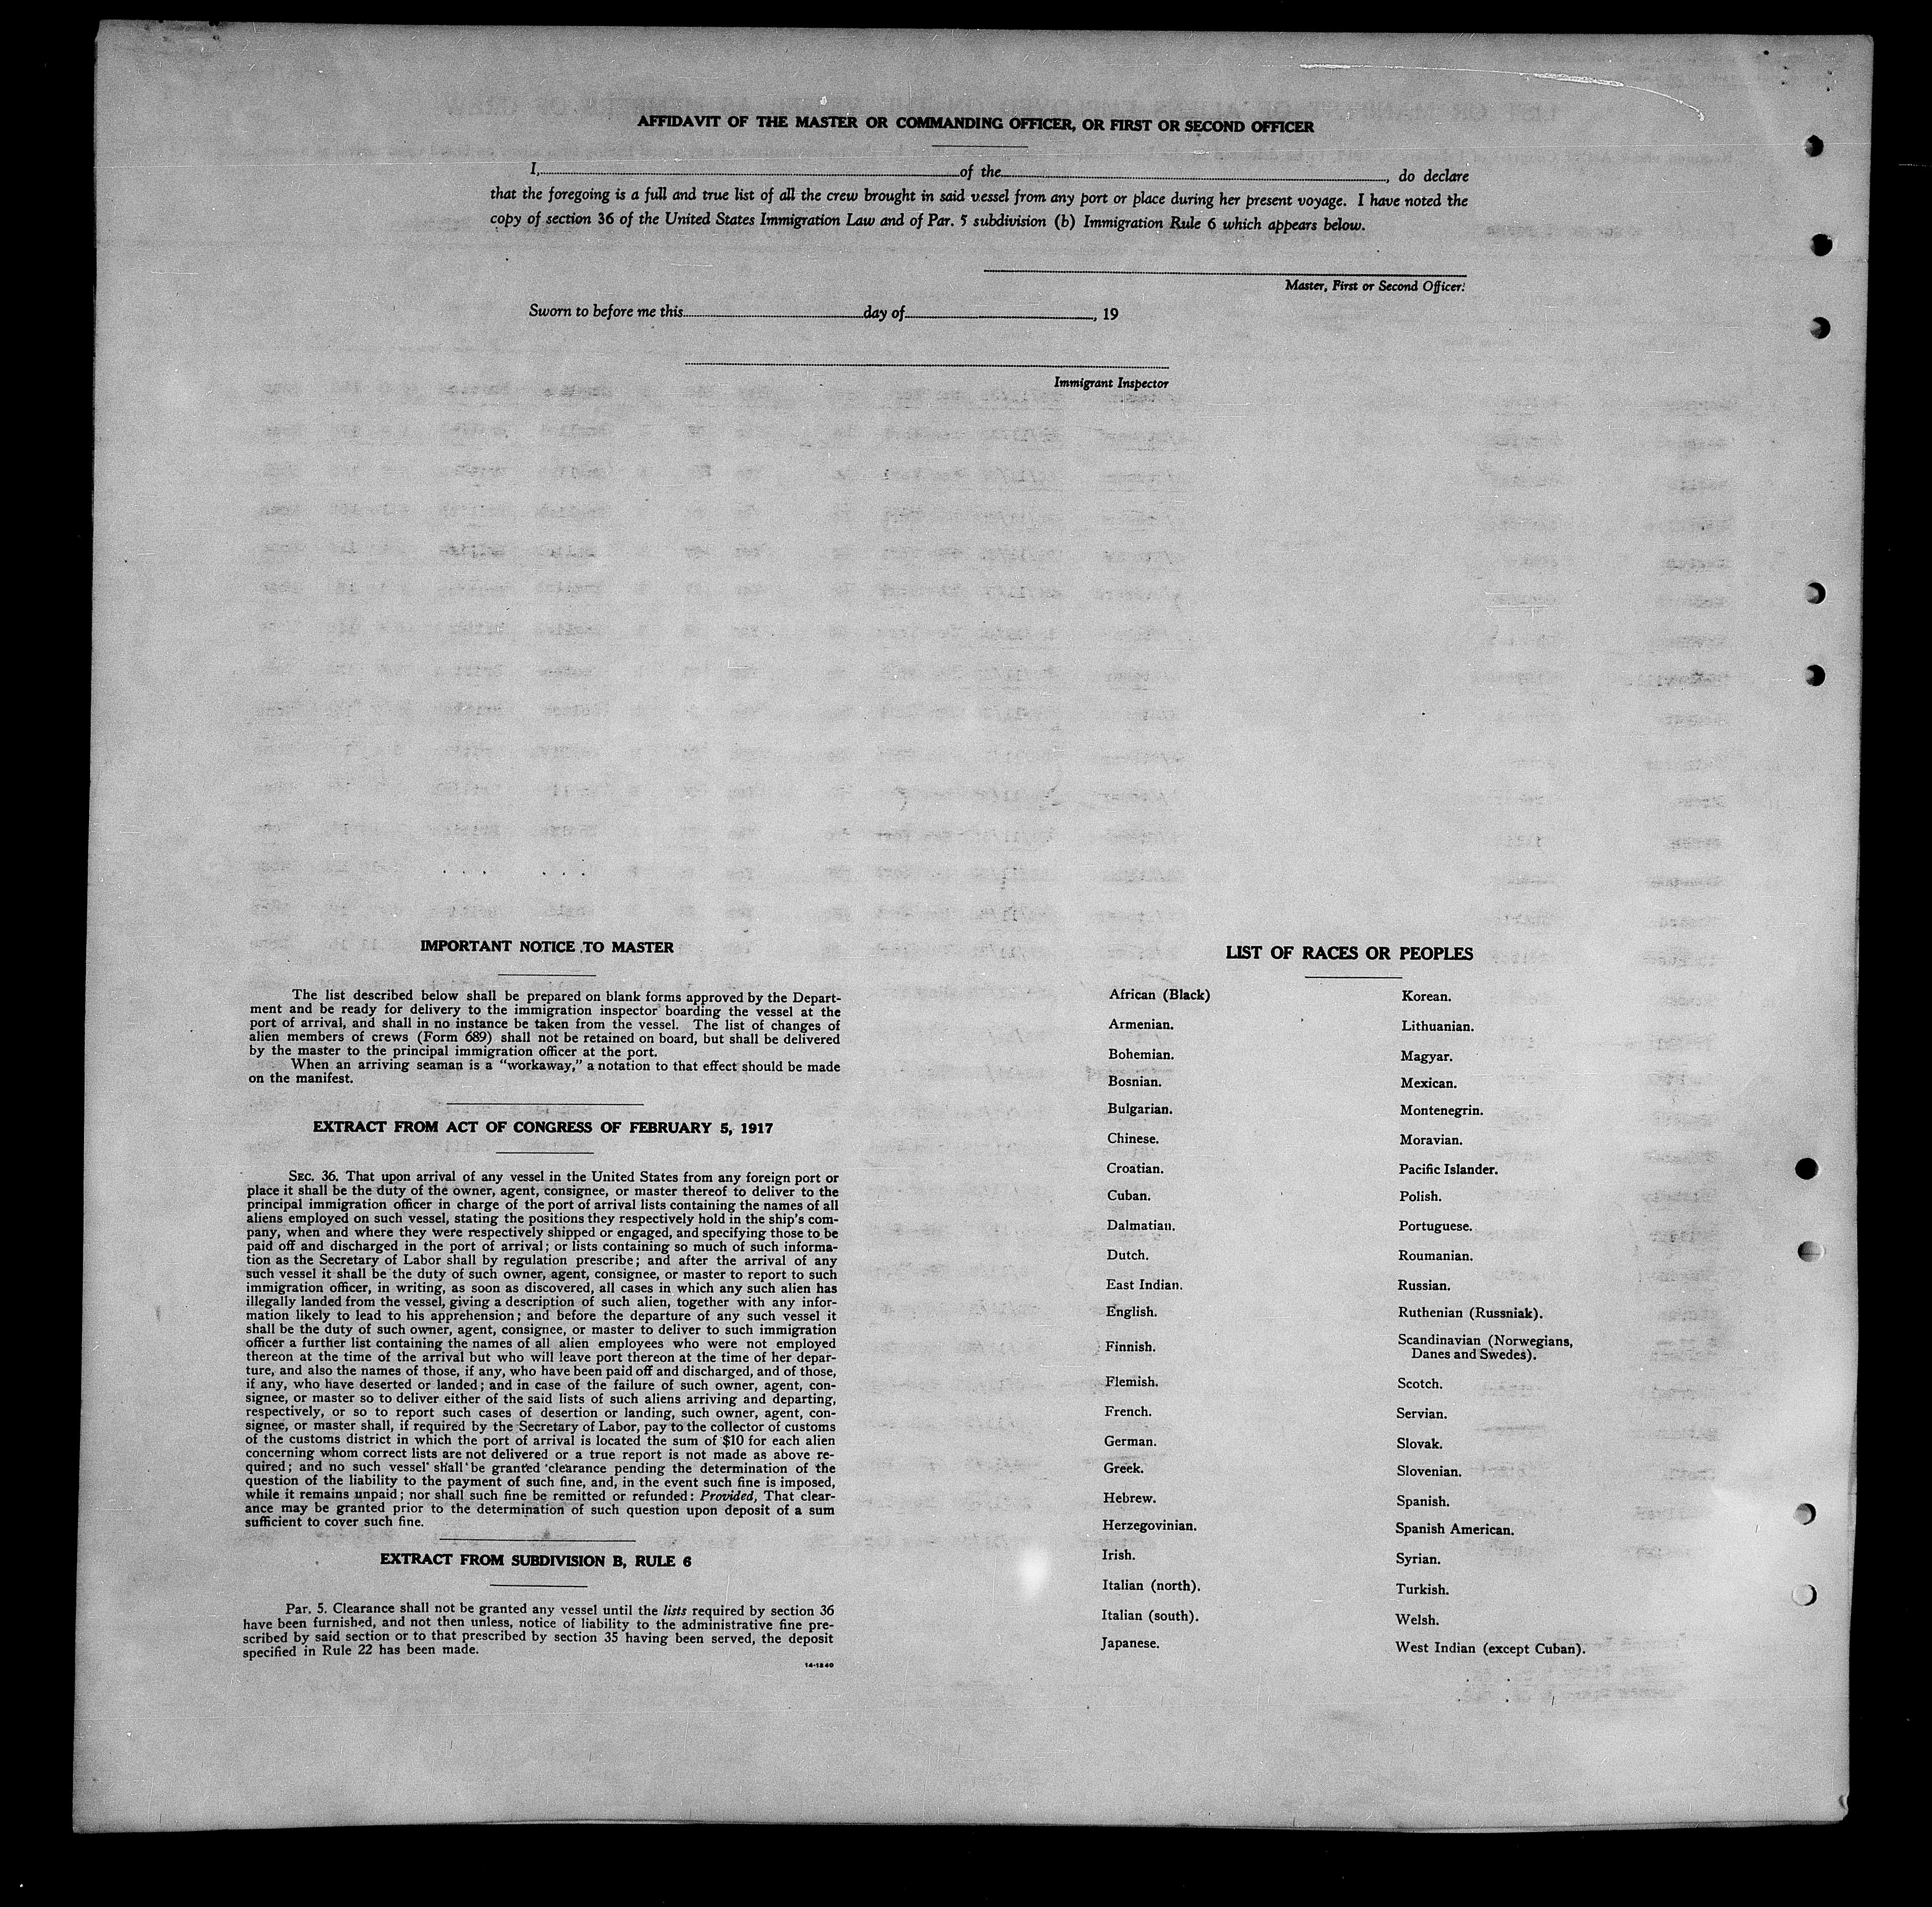 AFFIDAVIT OF THE MASTER OR COMMANDING OFFICER, OR FIRST OR SECOND OFFICER
I, of the , do declare
that the foregoing is a full and true list of all the crew brought in said vessel from any port or place during her present voyage. I have noted the
copy of section 36 of the United States Immigration Law and of Par. 5 subdivision (b) Immigration Rule 6 which appears below.
Master, First or Second Officer.
Sworn to before me this day of , 19
Immigrant Inspector
IMPORTANT NOTICE TO MASTER
The list described below shall be prepared on blank forms approved by the Depart-
ment and be ready for delivery to the immigration inspector boarding the vessel at the
port of arrival, and shall in no instance be taken from the vessel. The list of changes of
alien members of crews (Form 689) shall not be retained on board, but shall be delivered
by the master to the principal immigration officer at the port.
When an arriving seaman is a "workaway," a notation to that effect should be made
on the manifest.
EXTRACT FROM ACT OF CONGRESS OF FEBRUARY 5, 1917
SEC. 36. That upon arrival of any vessel in the United States from any foreign port or
place it shall be the duty of the owner, agent, consignee, or master thereof to deliver to the
principal immigration officer in charge of the port of arrival lists containing the names of all
aliens employed on such vessel, stating the positions they respectively hold in the ship's com-
pany, when and where they were respectively shipped or engaged, and specifying those to be
paid off and discharged in the port of arrival; or lists containing so much of such informa-
tion as the Secretary of Labor shall by regulation prescribe; and after the arrival of any
such vessel it shall be the duty of such owner, agent, consignee, or master to report to such
immigration officer, in writing, as soon as discovered, all cases in which any such alien has
illegally landed from the vessel, giving a description of such alien, together with any infor-
mation likely to lead to his apprehension; and before the departure of any such vessel it
shall be the duty of such owner, agent, consignee, or master to deliver to such immigration
officer a further list containing the names of all alien employees who were not employed
thereon at the time of the arrival but who will leave port thereon at the time of her depar-
ture, and also the names of those, if any, who have been paid off and discharged, and of those,
if any, who have deserted or landed; and in case of the failure of such owner, agent, con-
signee, or master so to deliver either of the said lists of such aliens arriving and departing,
respectively, or so to report such cases of desertion or landing, such owner, agent, con-
signee, or master shall, if required by the Secretary of Labor, pay to the collector of customs
of the customs district in which the port of arrival is located the sum of $10 for each alien
concerning whom correct lists are not delivered or a true report is not made as above re-
quired; and no such vessel shall be granted clearance pending the determination of the
question of the liability to the payment of such fine, and, in the event such fine is imposed,
while it remains unpaid; nor shall such fine be remitted or refunded: Provided, That clear-
ance may be granted prior to the determination of such question upon deposit of a sum
sufficient to cover such fine.
EXTRACT FROM SUBDIVISION B, RULE 6
Par. 5. Clearance shall not be granted any vessel until the lists required by section 36
have been furnished, and not then unless, notice of liability to the administrative fine pre-
scribed by said section or to that prescribed by section 35 having been served, the deposit
specified in Rule 22 has been made.
14-1240
LIST OF RACES OR PEOPLES
African (Black)
Armenian.
Bohemian.
Bosnian.
Bulgarian.
Chinese.
Croatian.
Cuban.
Dalmatian.
Dutch.
East Indian.
English.
Finnish.
Flemish.
French.
German.
Greek.
Hebrew.
Herzegovinian.
Irish.
Italian (north).
Italian (south).
Japanese.
Korean.
Lithuanian.
Magyar.
Mexican.
Montenegrin.
Moravian.
Pacific Islander.
Polish.
Portuguese.
Roumanian.
Russian.
Ruthenian (Russniak).
Scandinavian (Norwegians,
Danes and Swedes).
Scotch.
Servian.
Slovak.
Slovenian.
Spanish.
Spanish American.
Syrian.
Turkish.
Welsh.
West Indian (except Cuban).